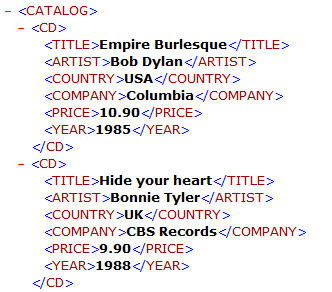 - <CATALOG>
- <CD>
<TITLE>Empire Burlesque</TITLE>
<ARTIST>Bob Dylan</ARTIST>
<COUNTRY>USA</COUNTRY>
<COMPANY>Columbia</COMPANY>
<PRICE>10.90</PRICE>
<YEAR>1985</YEAR>
</CD>
- <CD>
<TITLE>Hide your heart</TITLE>
<ARTIST>Bonnie Tyler</ARTIST>
<COUNTRY>UK</COUNTRY>
<COMPANY>CBS Records</COMPANY>
<PRICE>9.90</PRICE>
<YEAR>1988</YEAR>
</CD>